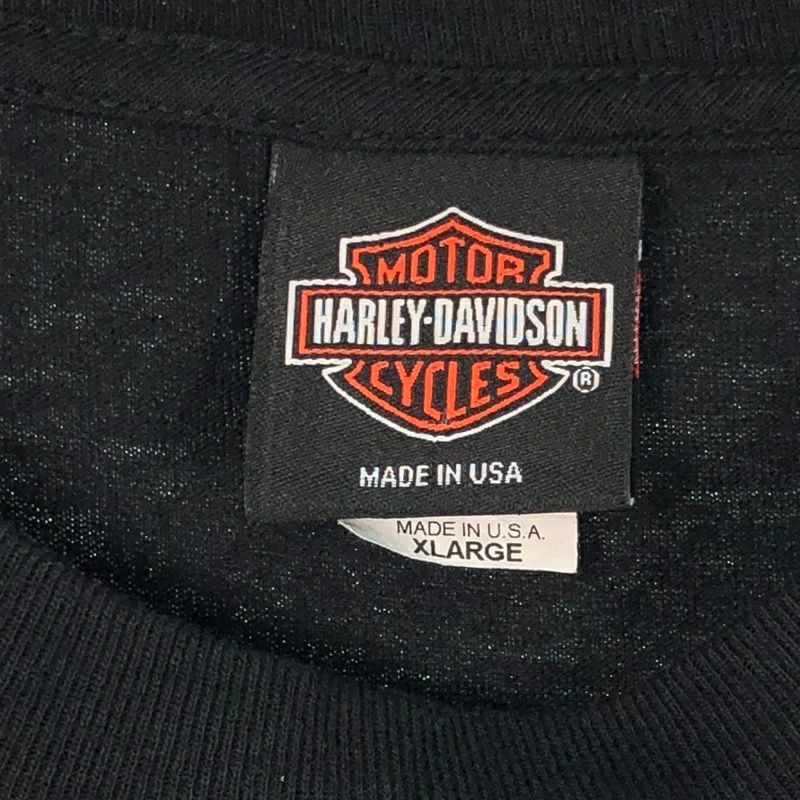 MOTOR
HARLEY-DAVIDSON
CYCLES
®
MADE IN USA
MADE IN U.S.A.
XLARGE